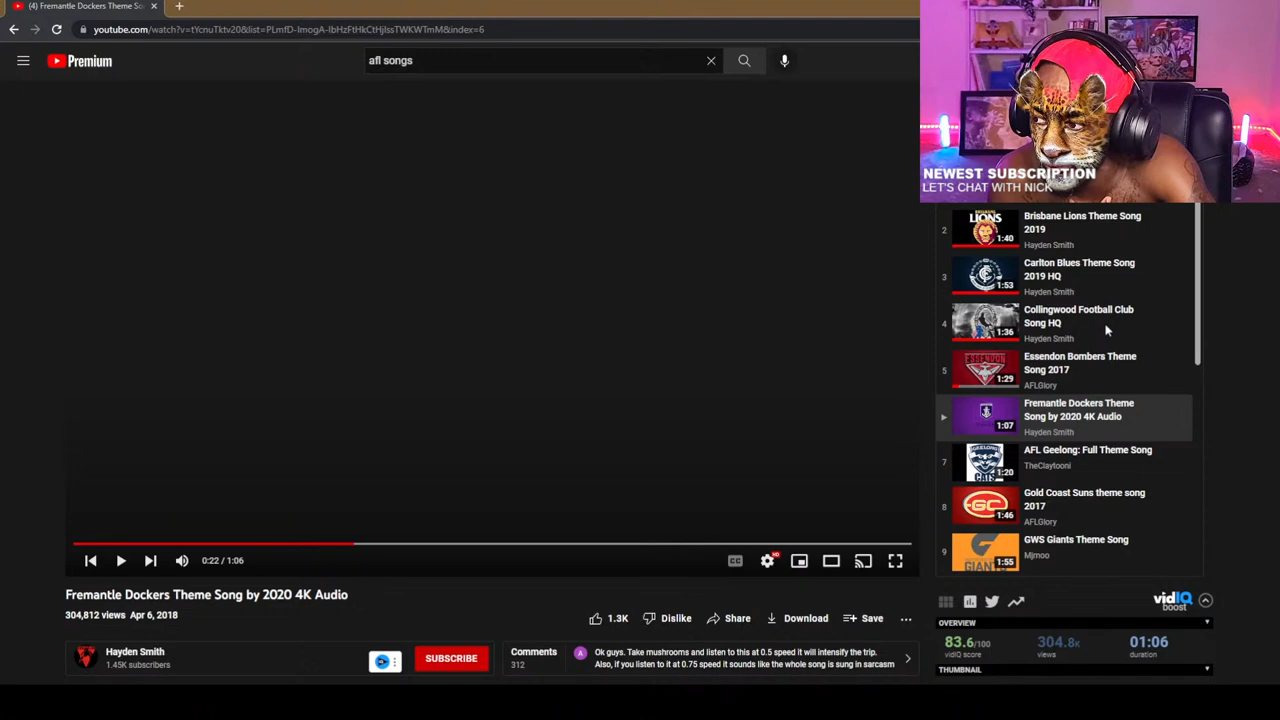 (4) Fremantle Dockers Theme So
youtube.com/watch?v=tYcnuTktv20&list=PLmfD-ImogA-IbHzFtHkCtHjIssTWKWTmM&index=6
Premium
afl songs
NEWEST SUBSCRIPTION
LET'S CHAT WITH NICK
2
LIONS
1:40
Brisbane Lions Theme Song
2019
Hayden Smith
3
1:53
Carlton Blues Theme Song
2019 HQ
Hayden Smith
4
1:36
Collingwood Football Club
Song HQ
Hayden Smith
5
ESSENDON
1:29
Essendon Bombers Theme
Song 2017
AFLGlory
1:07
Fremantle Dockers Theme
Song by 2020 4K Audio
Hayden Smith
7
CATS
1:20
AFL Geelong: Full Theme Song
TheClaytooni
8
GC
1:46
Gold Coast Suns theme song
2017
AFLGlory
9
GIANTS
1:55
GWS Giants Theme Song
Mjmoo
0:22 / 1:06
HD
Fremantle Dockers Theme Song by 2020 4K Audio
304,812 views Apr 6, 2018
1.3K
Dislike
Share
Download
Save
Hayden Smith
1.45K subscribers
SUBSCRIBE
Comments
312
A
Ok guys. Take mushrooms and listen to this at 0.5 speed it will intensify the trip.
Also, if you listen to it at 0.75 speed it sounds like the whole song is sung in sarcasm
vidIQ
boost
OVERVIEW
83.6/100
vidIQ score
304.8k
views
01:06
duration
THUMBNAIL